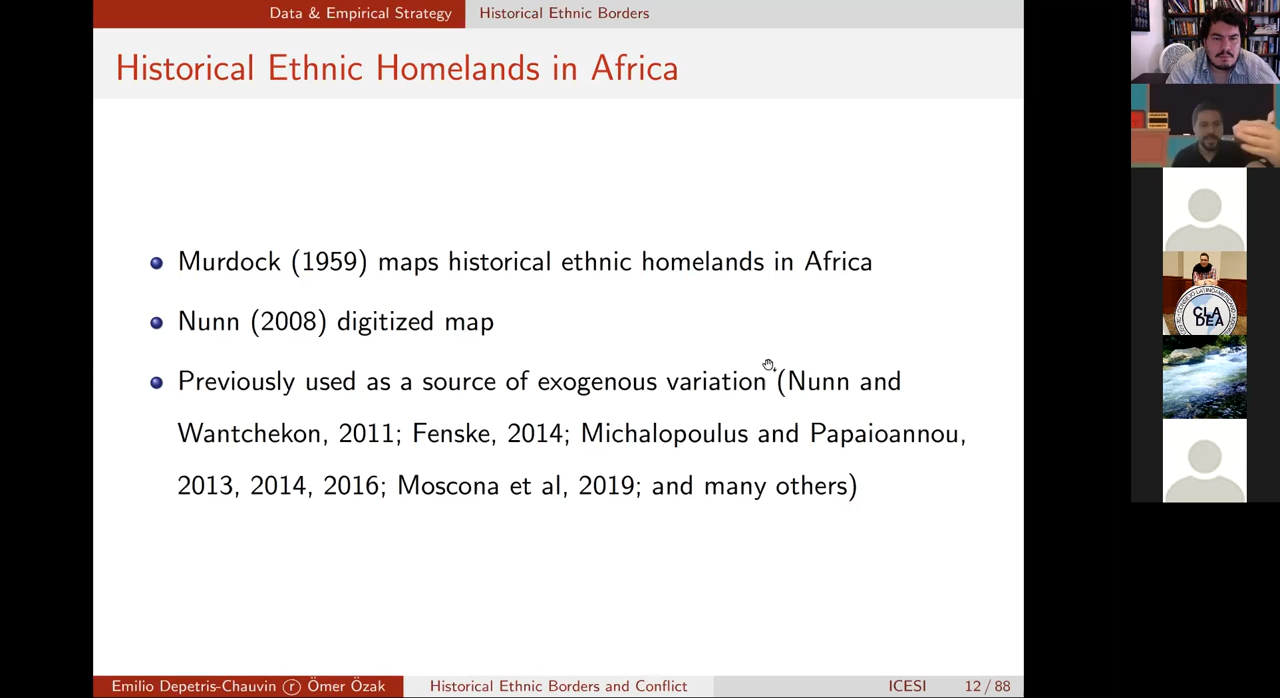 Data & Empirical Strategy Historical Ethnic Borders
Historical Ethnic Homelands in Africa
Murdock (1959) maps historical ethnic homelands in Africa
Nunn (2008) digitized map
Previously used as a source of exogenous variation (Nunn and
Wantchekon, 2011; Fenske, 2014; Michalopoulus and Papaioannou,
2013, 2014, 2016; Moscona et al, 2019; and many others)
Emilio Depetris-Chauvin ⓡ Ömer Özak Historical Ethnic Borders and Conflict ICESI 12 / 88
CLA
DEA